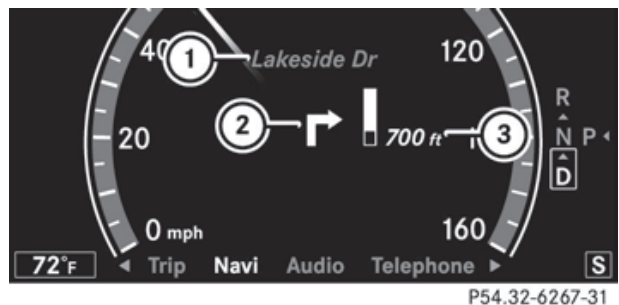 40 1 Lakeside Dr 120
R
20 2 700 ft 3 N P
D
0 mph 160
72°F Trip Navi Audio Telephone S
P54.32-6267-31